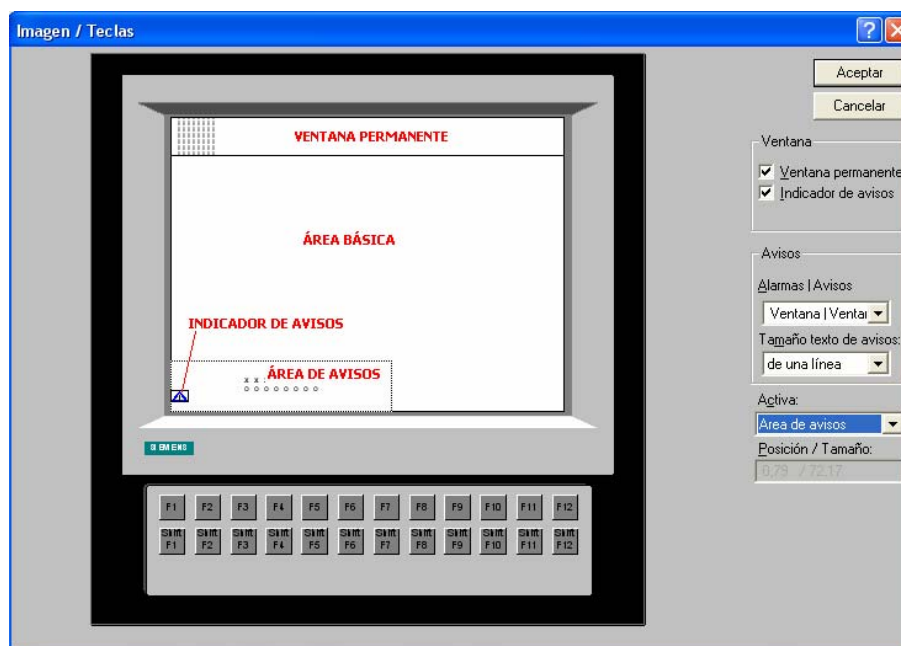 Imagen / Teclas
Aceptar
Cancelar
VENTANA PERMANENTE
Ventana
Ventana permanente
Indicador de avisos
ÁREA BÁSICA
Avisos
Alarmas | Avisos
Ventana | Ventai
INDICADOR DE AVISOS
Tamaño texto de avisos:
de una línea
ÁREA DE AVISOS
x x :
Activa:
Area de avisos
Posición / Tamaño:
0,79 / 72,17
SIEMENS
F1 F2 F3 F4 F5 F6 F7 F8 F9 F10 F11 F12
Shift Shift Shift Shift Shift Shift Shift Shift Shift Shift Shift Shift
F1 F2 F3 F4 F5 F6 F7 F8 F9 F10 F11 F12